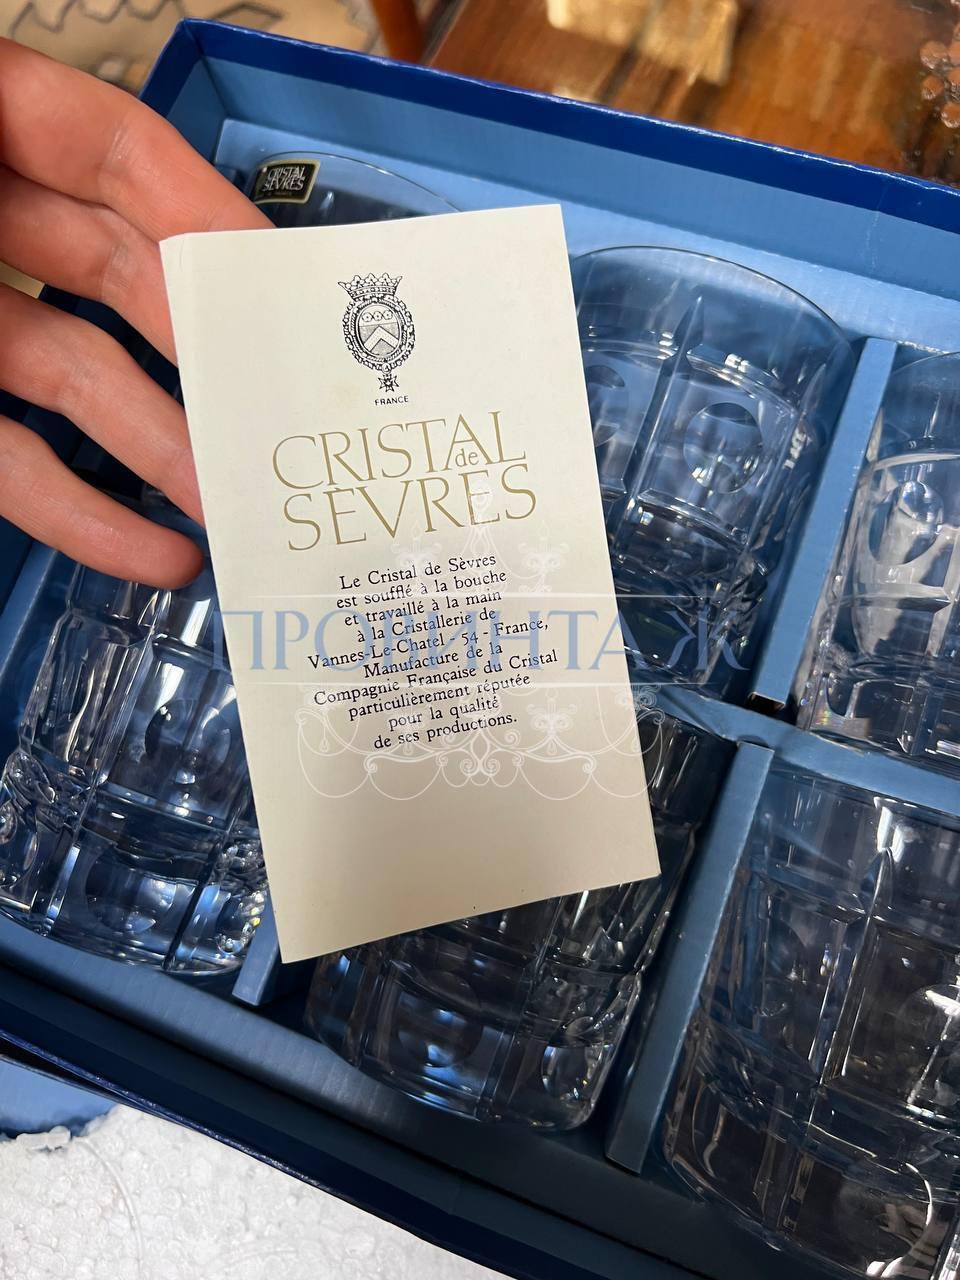 CRISTAL
SÈVRES
FRANCE
CRISTAL
de
SÈVRES
Le Cristal de Sèvres
est soufflé à la bouche
et travaillé à la main
à la Cristallerie de
Vannes-Le-Chatel - 54 - France,
Manufacture de la
Compagnie Française du Cristal
particulièrement réputée
pour la qualité
de ses productions.
ПРОВИНТАЖ